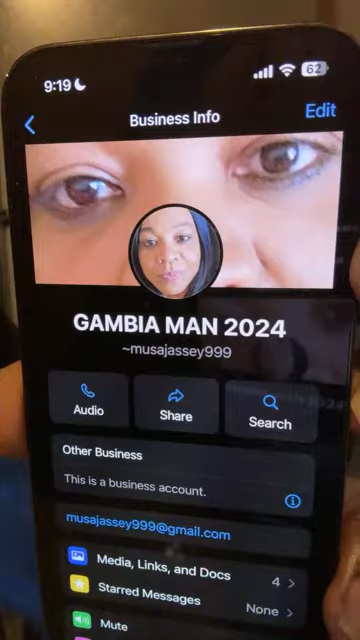 9:19
62
Business Info
Edit
GAMBIA MAN 2024
~musajassey999
Audio
Share
Search
Other Business
This is a business account.
musajassey999@gmail.com
Media, Links, and Docs
4
Starred Messages
None
Mute